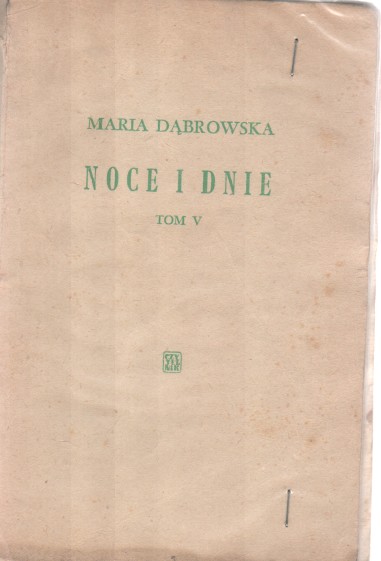 MARIA DĄBROWSKA
NOCE I DNIE
TOM V